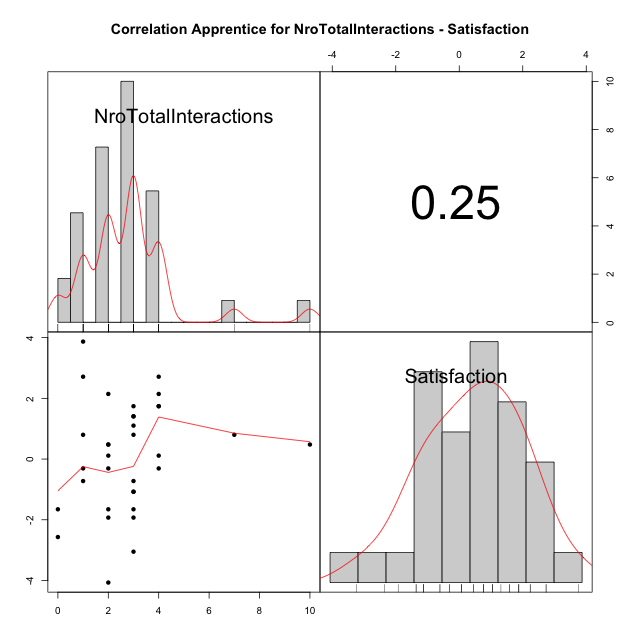 Correlation Apprentice for NroTotalInteractions - Satisfaction
-4 -2 0 2 4
NroTotalInteractions
0.25
10
8
6
4
2
0
4
2
0
-2
-4
Satisfaction
0 2 4 6 8 10